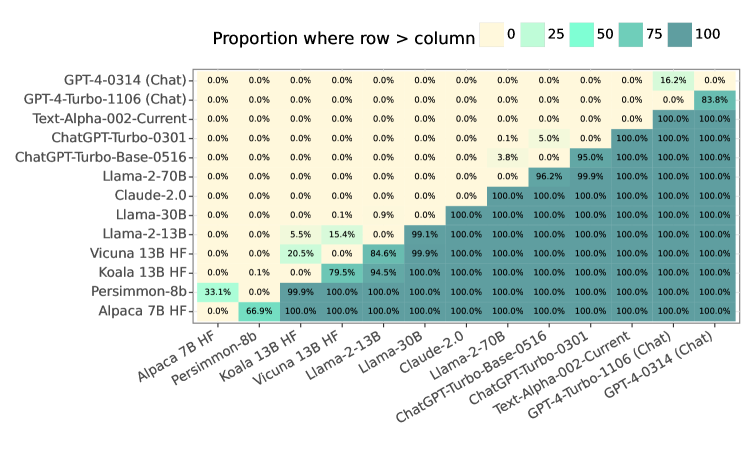 Proportion where row > column 0 25 50 75 100
GPT-4-0314 (Chat) 0.0% 0.0% 0.0% 0.0% 0.0% 0.0% 0.0% 0.0% 0.0% 0.0% 0.0% 16.2% 0.0%
GPT-4-Turbo-1106 (Chat) 0.0% 0.0% 0.0% 0.0% 0.0% 0.0% 0.0% 0.0% 0.0% 0.0% 0.0% 0.0% 83.8%
Text-Alpha-002-Current 0.0% 0.0% 0.0% 0.0% 0.0% 0.0% 0.0% 0.0% 0.0% 0.0% 0.0% 100.0% 100.0%
ChatGPT-Turbo-0301 0.0% 0.0% 0.0% 0.0% 0.0% 0.0% 0.0% 0.1% 5.0% 0.0% 100.0% 100.0% 100.0%
ChatGPT-Turbo-Base-0516 0.0% 0.0% 0.0% 0.0% 0.0% 0.0% 0.0% 3.8% 0.0% 95.0% 100.0% 100.0% 100.0%
Llama-2-70B 0.0% 0.0% 0.0% 0.0% 0.0% 0.0% 0.0% 0.0% 96.2% 99.9% 100.0% 100.0% 100.0%
Claude-2.0 0.0% 0.0% 0.0% 0.0% 0.0% 0.0% 0.0% 100.0% 100.0% 100.0% 100.0% 100.0% 100.0%
Llama-30B 0.0% 0.0% 0.1% 0.9% 0.0% 0.0% 100.0% 100.0% 100.0% 100.0% 100.0% 100.0% 100.0%
Llama-2-13B 0.0% 0.0% 5.5% 15.4% 0.0% 99.1% 100.0% 100.0% 100.0% 100.0% 100.0% 100.0% 100.0%
Vicuna 13B HF 0.0% 0.0% 20.5% 0.0% 84.6% 99.9% 100.0% 100.0% 100.0% 100.0% 100.0% 100.0% 100.0%
Koala 13B HF 0.0% 0.1% 0.0% 79.5% 94.5% 100.0% 100.0% 100.0% 100.0% 100.0% 100.0% 100.0% 100.0%
Persimmon-8b 33.1% 0.0% 99.9% 100.0% 100.0% 100.0% 100.0% 100.0% 100.0% 100.0% 100.0% 100.0% 100.0%
Alpaca 7B HF 0.0% 66.9% 100.0% 100.0% 100.0% 100.0% 100.0% 100.0% 100.0% 100.0% 100.0% 100.0% 100.0%
Alpaca 7B HF
Persimmon-8b
Koala 13B HF
Vicuna 13B HF
Llama-2-13B
Llama-30B
Claude-2.0
Llama-2-70B
ChatGPT-Turbo-Base-0516
ChatGPT-Turbo-0301
Text-Alpha-002-Current
GPT-4-Turbo-1106 (Chat)
GPT-4-0314 (Chat)